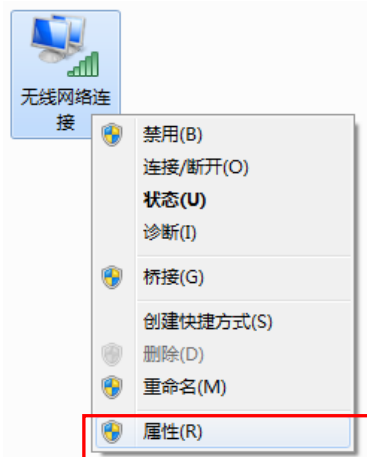 无线网络连
接
禁用(B)
连接/断开(O)
状态(U)
诊断(I)
桥接(G)
创建快捷方式(S)
删除(D)
重命名(M)
属性(R)